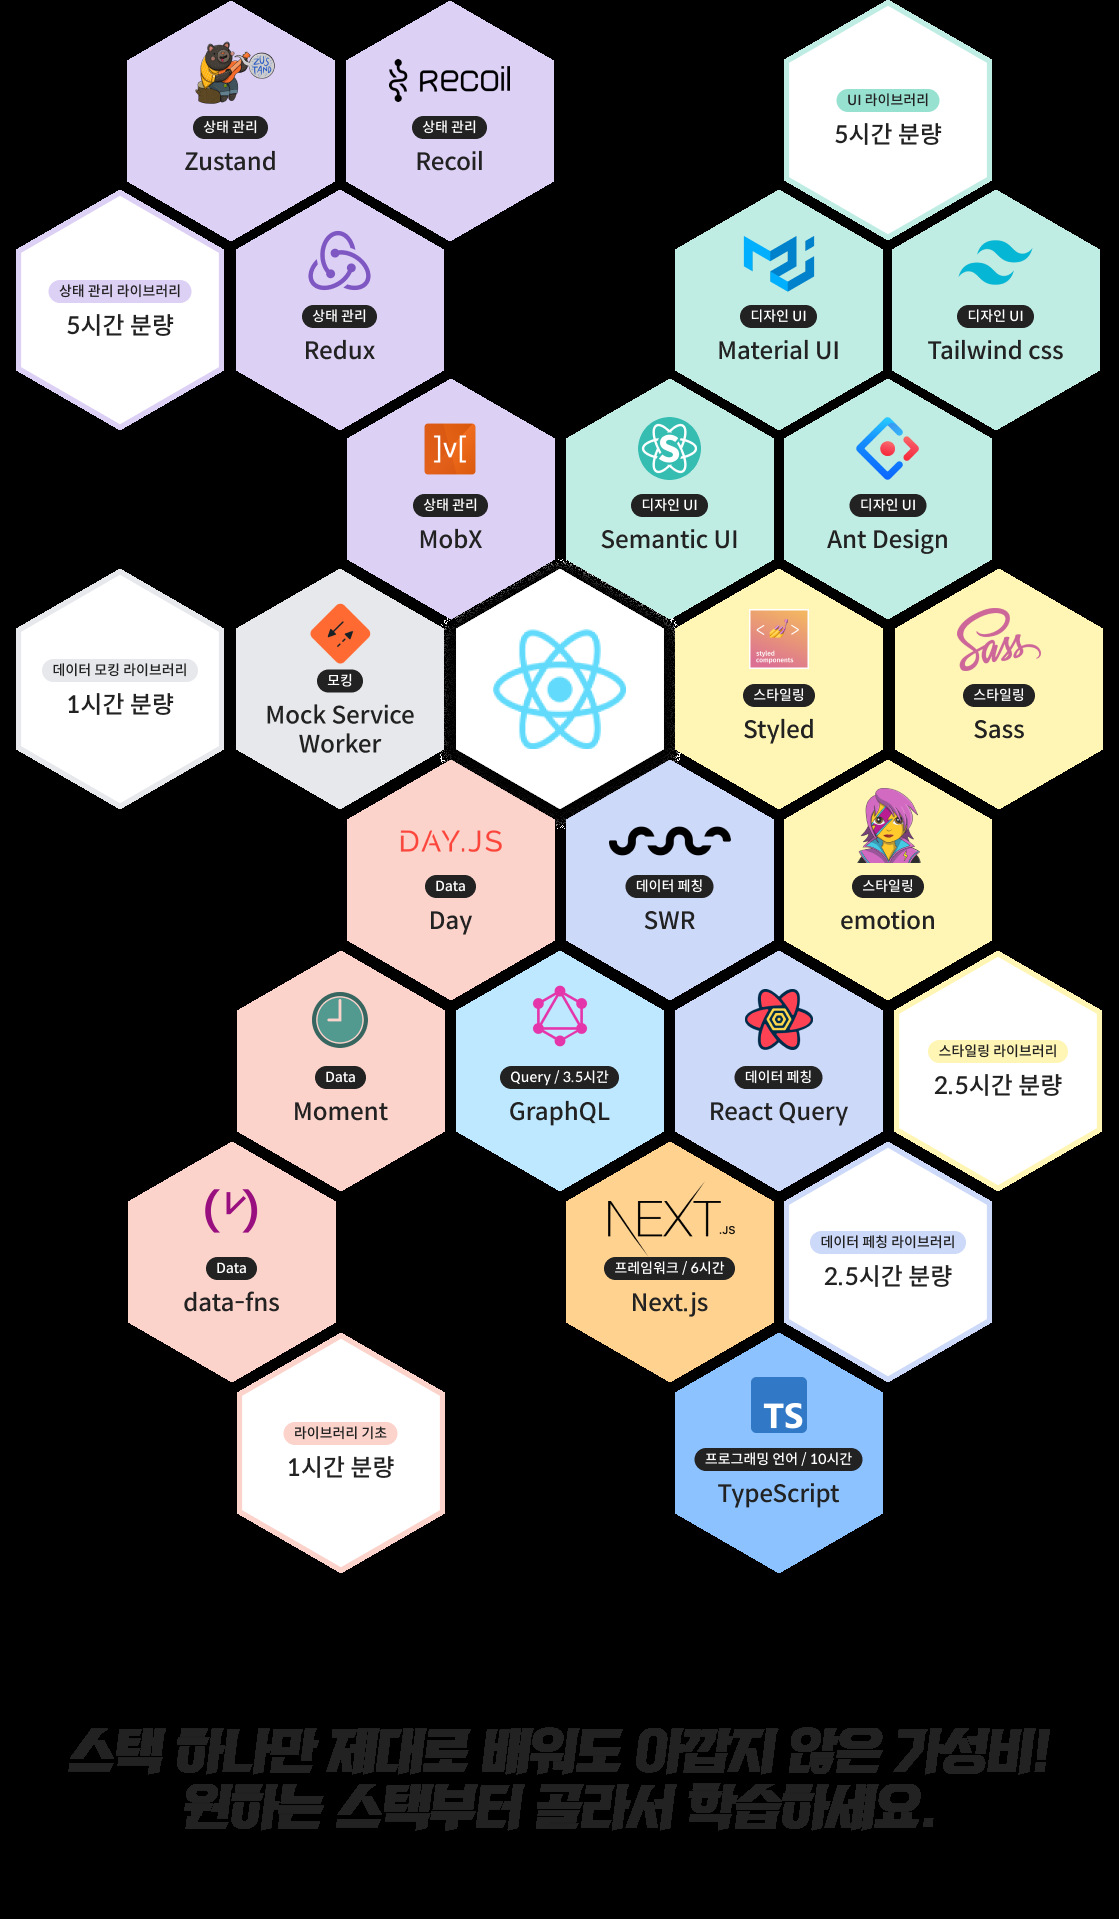 ZUS
TAND
상태 관리
Zustand
RECOIL
상태 관리
Recoil
UI 라이브러리
5시간 분량
상태 관리 라이브러리
5시간 분량
상태 관리
Redux
디자인 UI
Material UI
디자인 UI
Tailwind css
상태 관리
MobX
디자인 UI
Semantic UI
디자인 UI
Ant Design
데이터 모킹 라이브러리
1시간 분량
모킹
Mock Service
Worker
styled
components
스타일링
Styled
Sass
스타일링
Sass
DAY.JS
Data
Day
데이터 페칭
SWR
스타일링
emotion
Data
Moment
Query / 3.5시간
GraphQL
데이터 페칭
React Query
스타일링 라이브러리
2.5시간 분량
Data
data-fns
NEXT.JS
프레임워크 / 6시간
Next.js
데이터 페칭 라이브러리
2.5시간 분량
라이브러리 기초
1시간 분량
TS
프로그래밍 언어 / 10시간
TypeScript
스택 하나만 제대로 배워도 아깝지 않은 가성비!
원하는 스택부터 골라서 학습하세요.